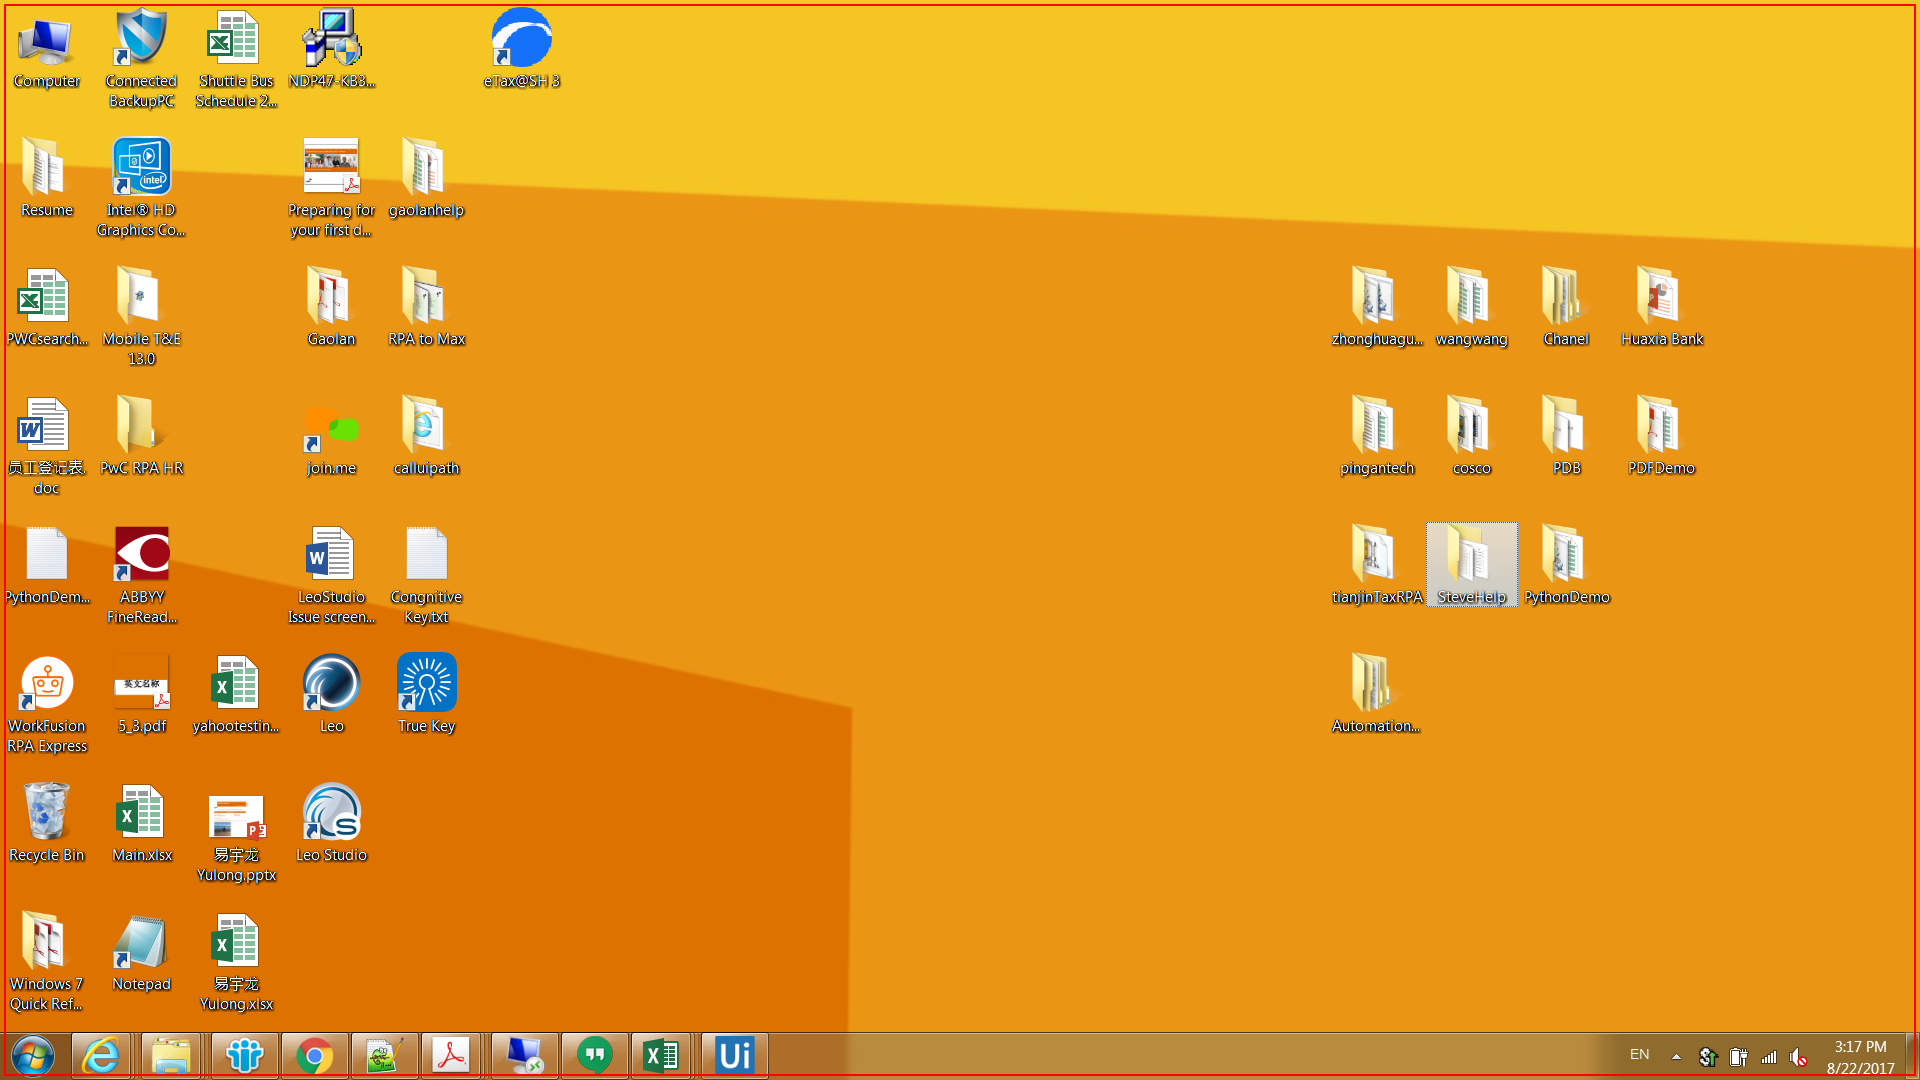 Computer
Connected
BackupPC
Shuttle Bus
Schedule 2...
NDP47-KB3...
eTax@SH 3
Resume
intel
Intel® HD
Graphics Co...
Preparing for
your first d...
gaolanhelp
PWCsearch...
Mobile T&E
13.0
Gaolan
RPA to Max
zhonghuagu...
wangwang
Chanel
Huaxia Bank
员工登记表.
doc
PwC RPA HR
join.me
calluipath
pingantech
cosco
PDB
PDFDemo
PythonDem...
ABBYY
FineRead...
LeoStudio
Issue screen...
Congnitive
Key.txt
tianjinTaxRPA
SteveHelp
PythonDemo
英文名称
WorkFusion
RPA Express
5_3.pdf
yahootestin...
Leo
True Key
Automation...
Recycle Bin
Main.xlsx
易宇龙
Yulong.pptx
Leo Studio
Windows 7
Quick Ref...
Notepad
易宇龙
Yulong.xlsx
Ui
EN
3:17 PM
8/22/2017